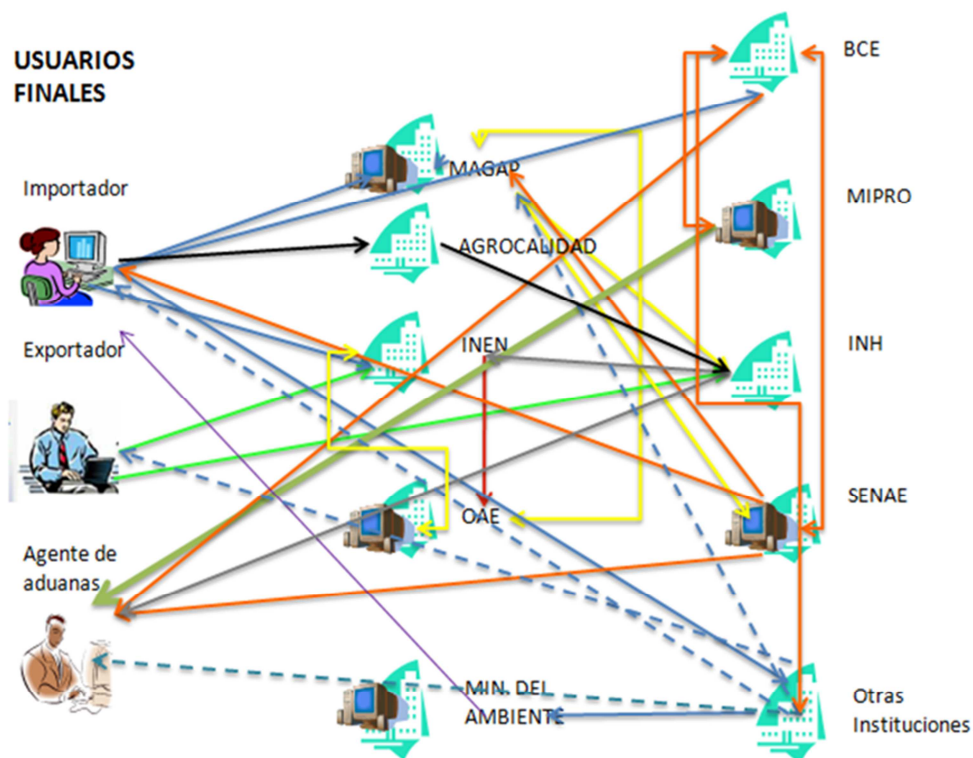 USUARIOS
FINALES
Importador
Exportador
Agente de
aduanas
MAGAP
AGROCALIDAD
INEN
OAE
MIN. DEL
AMBIENTE
BCE
MIPRO
INH
SENAE
Otras
Instituciones